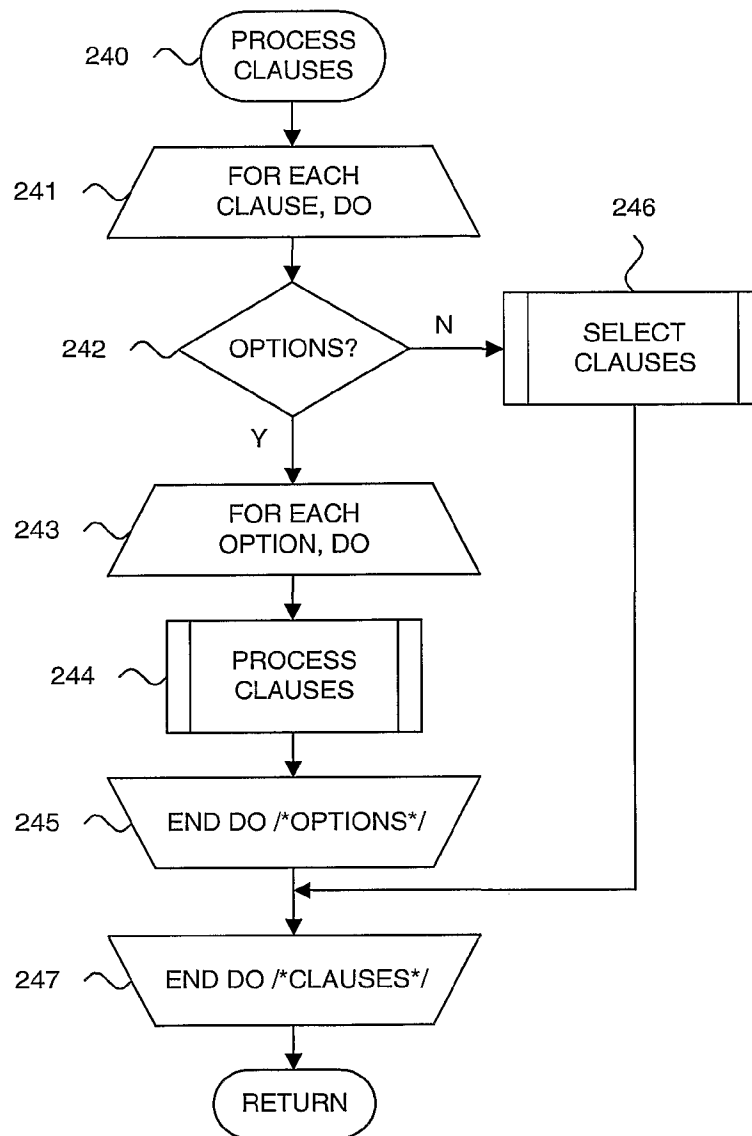 240
PROCESS
CLAUSES
241
FOR EACH
CLAUSE, DO
246
242
OPTIONS?
N
SELECT
CLAUSES
Y
243
FOR EACH
OPTION, DO
244
PROCESS
CLAUSES
245
END DO /*OPTIONS*/
247
END DO /*CLAUSES*/
RETURN